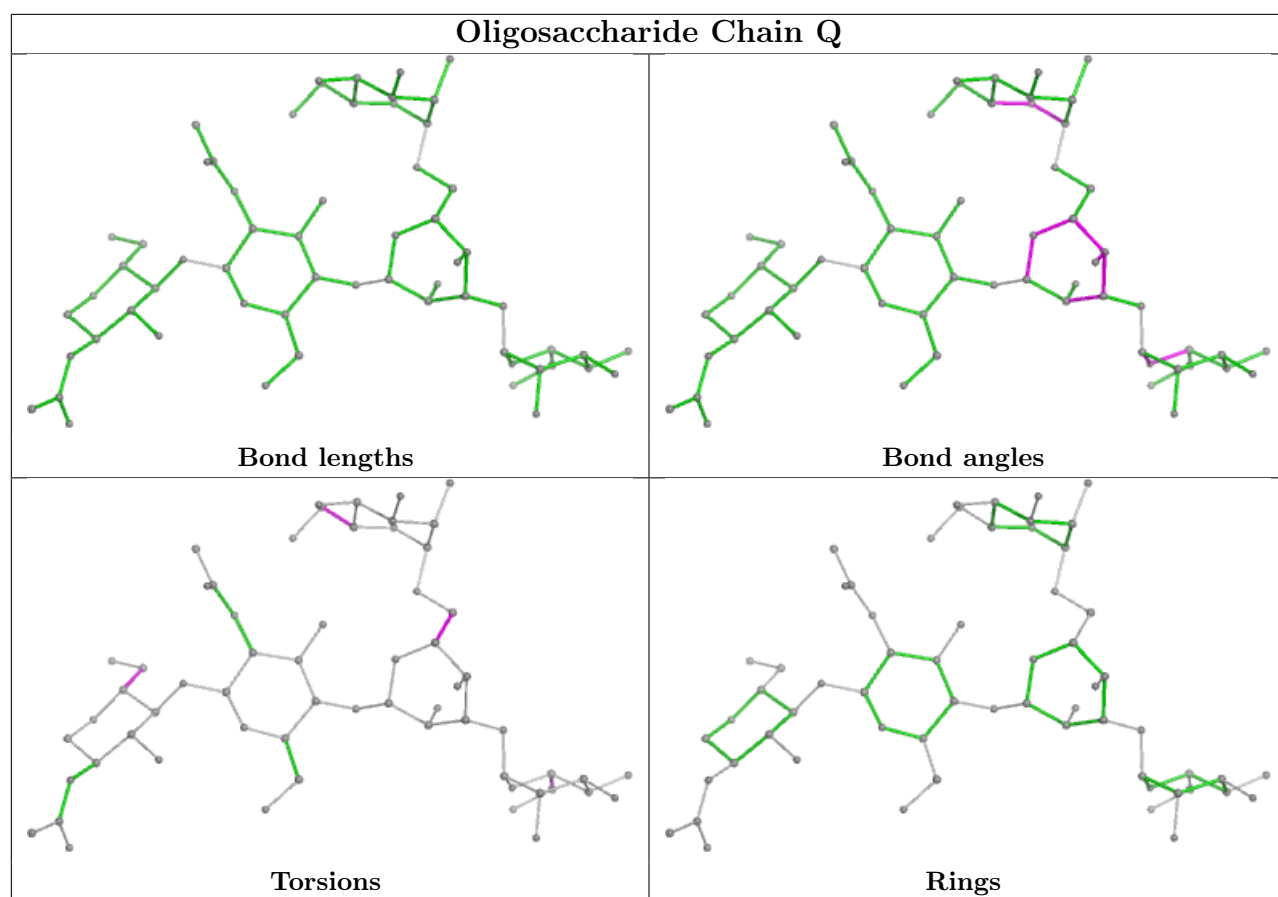 Oligosaccharide Chain Q
Bond lengths
Bond angles
Torsions
Rings